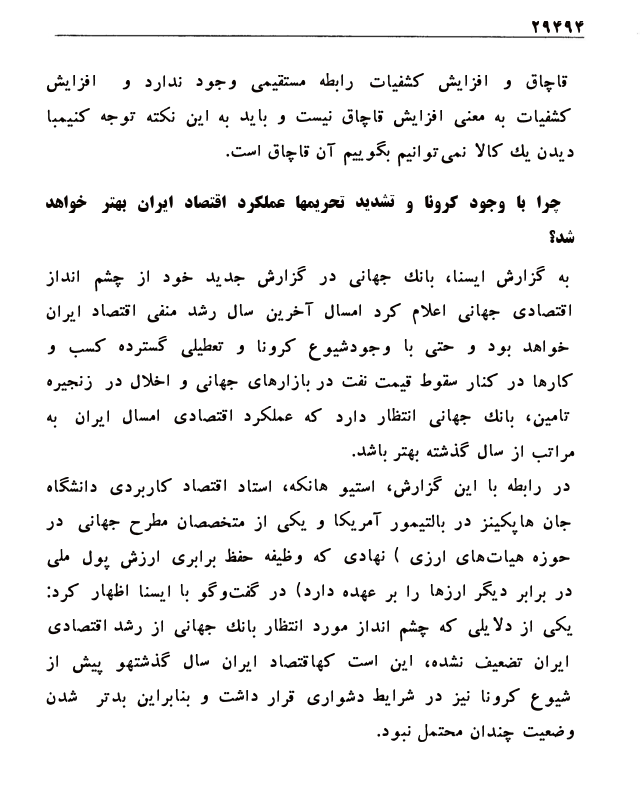 ۲۹۴۹۴
قاچاق و افزایش کشفیات رابطه مستقیمی وجود ندارد و افزایش
کشفیات به معنی افزایش قاچاق نیست و باید به این نکته توجه کنیمبا
دیدن یك کالا نمی‌توانیم بگوییم آن قاچاق است.
چرا با وجود کرونا و تشدید تحریمها عملکرد اقتصاد ایران بهتر خواهد
شد؟
به گزارش ایسنا، بانك جهانی در گزارش جدید خود از چشم انداز
اقتصادی جهانی اعلام کرد امسال آخرین سال رشد منفی اقتصاد ایران
خواهد بود و حتی با وجودشیوع کرونا و تعطیلی گسترده کسب و
کارها در کنار سقوط قیمت نفت در بازارهای جهانی و اخلال در زنجیره
تامین، بانك جهانی انتظار دارد که عملکرد اقتصادی امسال ایران به
مراتب از سال گذشته بهتر باشد.
در رابطه با این گزارش، استیو هانکه، استاد اقتصاد کاربردی دانشگاه
جان هاپکینز در بالتیمور آمریکا و یکی از متخصصان مطرح جهانی در
حوزه هیات‌های ارزی ) نهادی که وظیفه حفظ برابری ارزش پول ملی
در برابر دیگر ارزها را بر عهده دارد) در گفت‌وگو با ایسنا اظهار کرد:
یکی از دلایلی که چشم انداز مورد انتظار بانك جهانی از رشد اقتصادی
ایران تضعیف نشده، این است کهاقتصاد ایران سال گذشتهو پیش از
شیوع کرونا نیز در شرایط دشواری قرار داشت و بنابراین بدتر شدن
وضعیت چندان محتمل نبود.